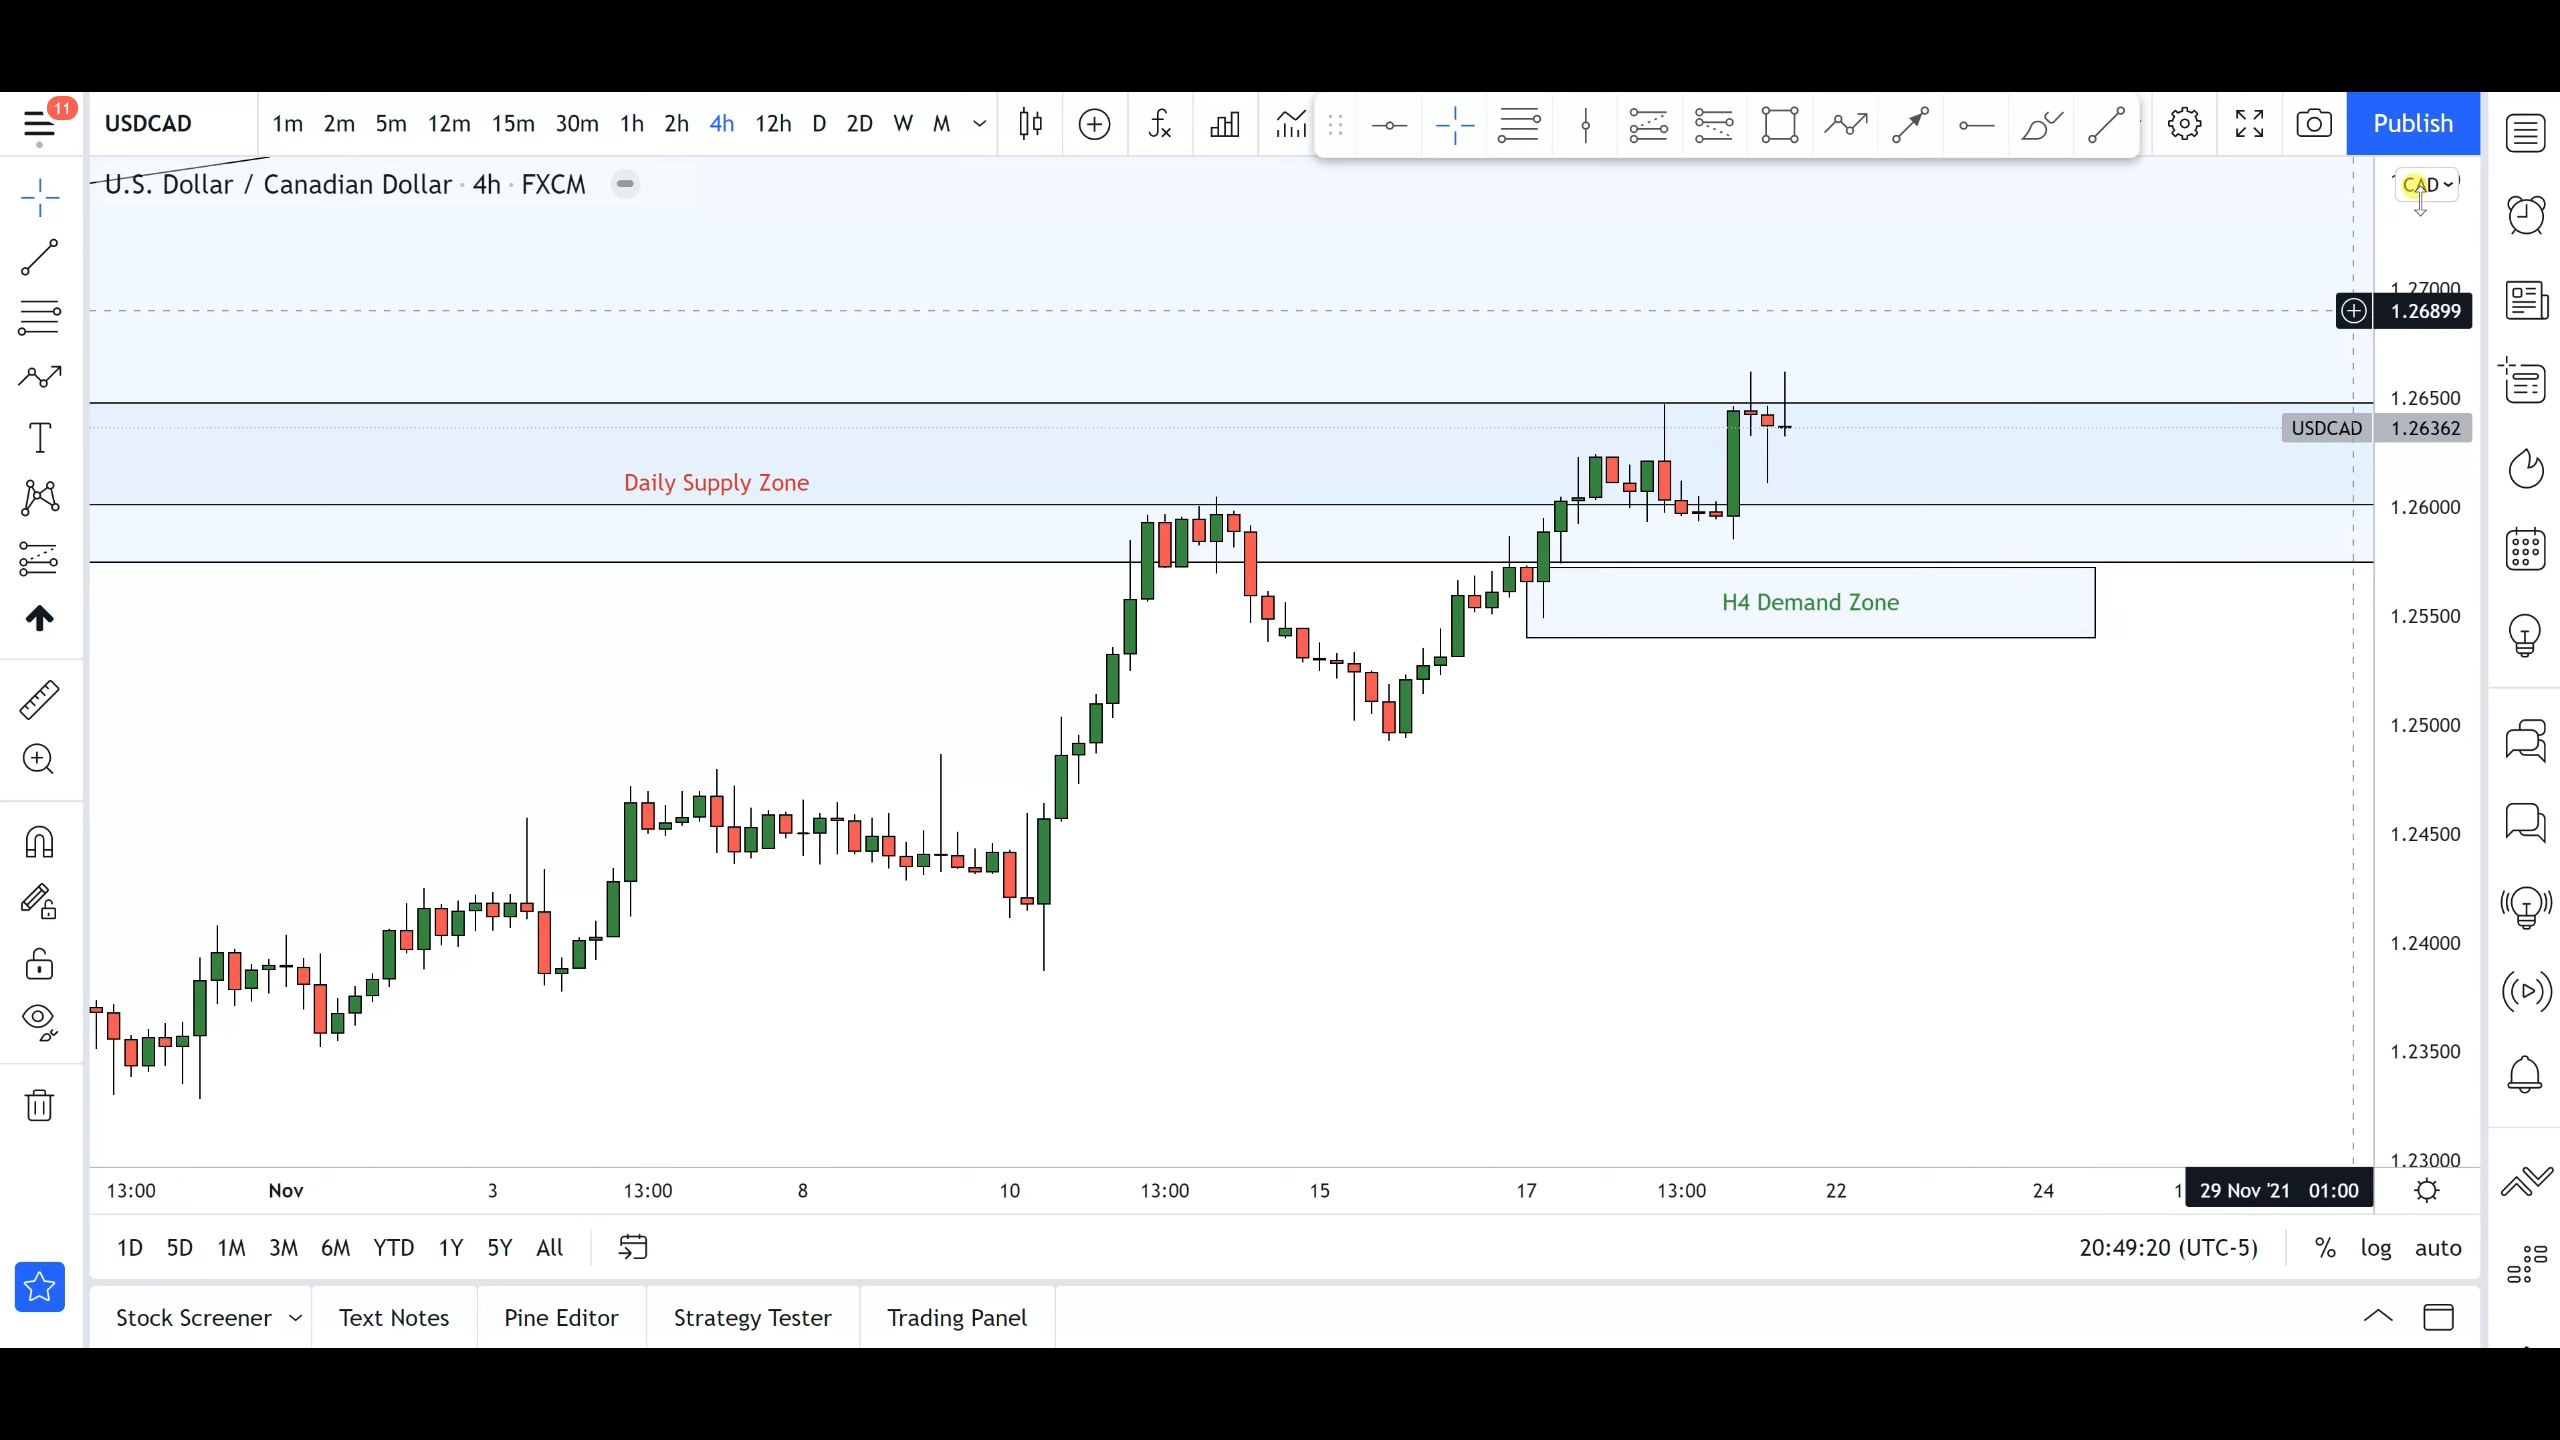 11
USDCAD 1m 2m 5m 12m 15m 30m 1h 2h 4h 12h D 2D W M Publish
U.S. Dollar / Canadian Dollar · 4h · FXCM
CAD
1.27000
1.26899
1.26500
USDCAD 1.26362
Daily Supply Zone
1.26000
H4 Demand Zone
1.25500
1.25000
1.24500
1.24000
1.23500
1.23000
13:00 Nov 3 13:00 8 10 13:00 15 17 13:00 22 24 29 Nov '21 01:00
1D 5D 1M 3M 6M YTD 1Y 5Y All 20:49:20 (UTC-5) % log auto
Stock Screener Text Notes Pine Editor Strategy Tester Trading Panel